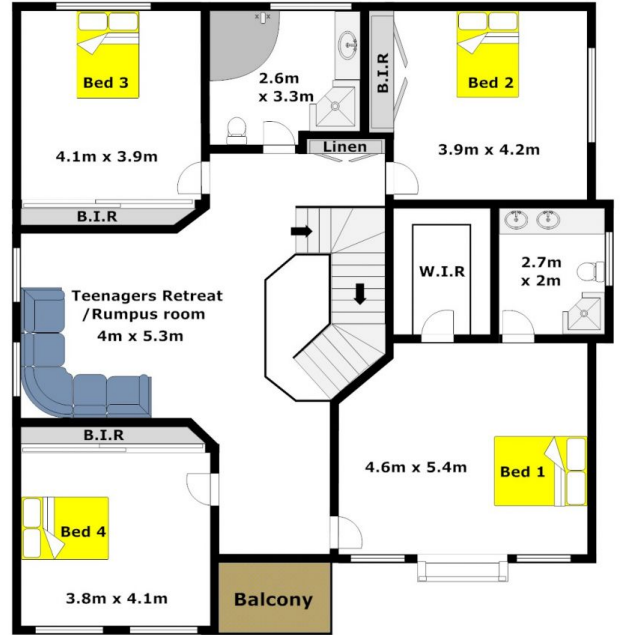 Bed 3
4.1m x 3.9m
B.I.R
2.6m
x 3.3m
Linen
B.I.R
Bed 2
3.9m x 4.2m
Teenagers Retreat
/Rumpus room
4m x 5.3m
W.I.R
2.7m
x 2m
B.I.R
Bed 4
3.8m x 4.1m
4.6m x 5.4m
Bed 1
Balcony